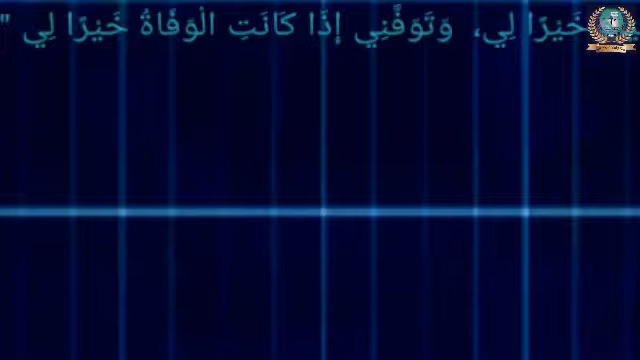 خَيْرًا لِي، وَتَوَفَّنِي إِذَا كَانَتِ الْوَفَاةُ خَيْرًا لِي "